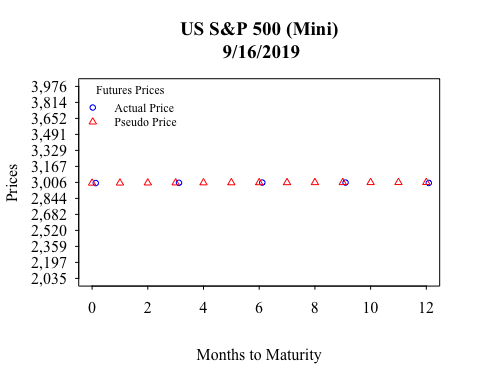 US S&P 500 (Mini)
9/16/2019
Futures Prices
Actual Price
Pseudo Price
Prices
3,976
3,814
3,652
3,491
3,329
3,167
3,006
2,844
2,682
2,520
2,359
2,197
2,035
0 2 4 6 8 10 12
Months to Maturity